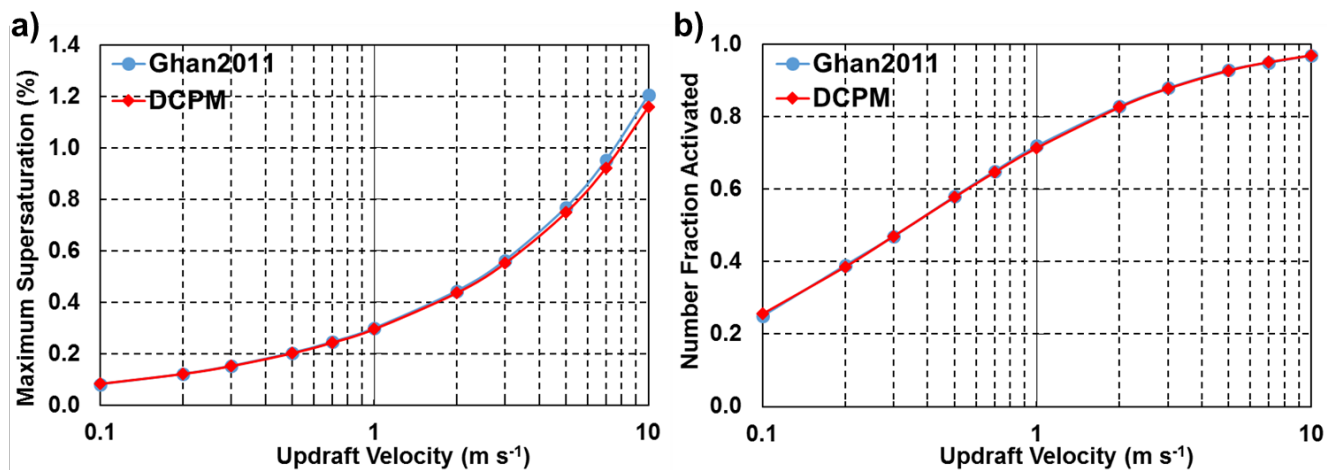 a)
Maximum Supersaturation (%)
1.4
1.2
1.0
0.8
0.6
0.4
0.2
0.0
Ghan2011
DCPM
0.1
1
10
Updraft Velocity (m s⁻¹)
b)
Number Fraction Activated
1.0
0.8
0.6
0.4
0.2
0.0
Ghan2011
DCPM
0.1
1
10
Updraft Velocity (m s⁻¹)